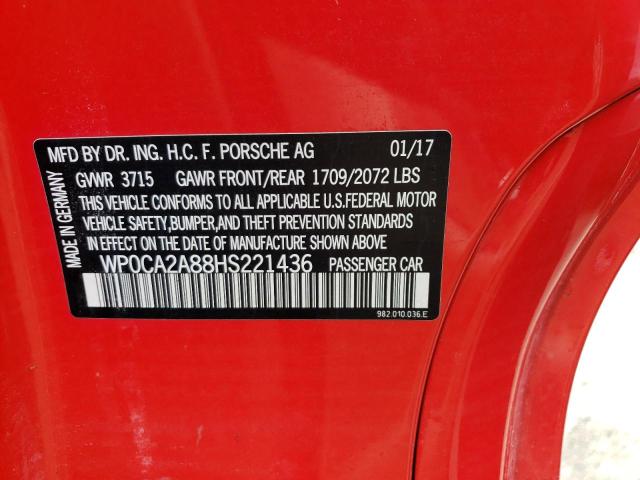 MFD BY DR. ING. H.C. F. PORSCHE AG 01/17
GVWR 3715 GAWR FRONT/REAR 1709/2072 LBS
THIS VEHICLE CONFORMS TO ALL APPLICABLE U.S.FEDERAL MOTOR
VEHICLE SAFETY,BUMPER,AND THEFT PREVENTION STANDARDS
IN EFFECT ON THE DATE OF MANUFACTURE SHOWN ABOVE
WP0CA2A88HS221436 PASSENGER CAR
982.010.036.E
MADE IN GERMANY